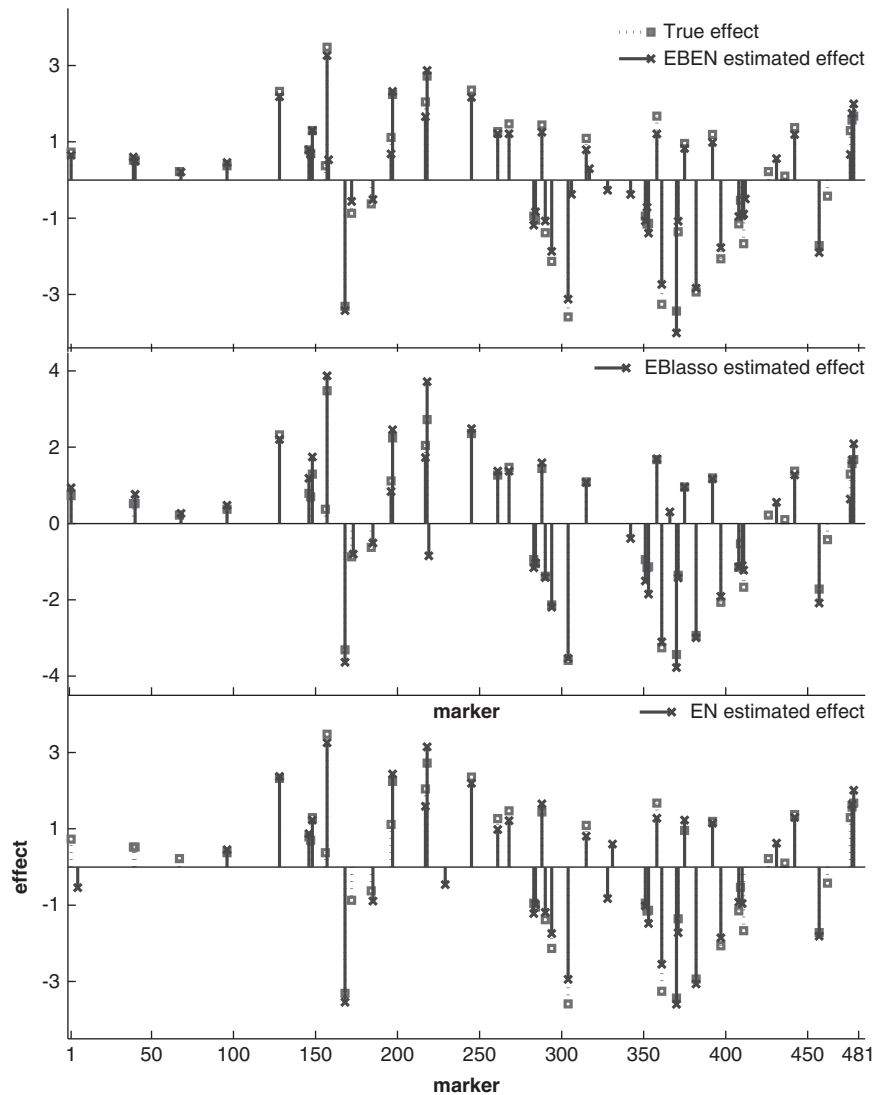 True effect
EBEN estimated effect
3
1
-1
-3
EBlasso estimated effect
4
2
0
-2
-4
marker
EN estimated effect
3
1
-1
-3
effect
1 50 100 150 200 250 300 350 400 450 481
marker